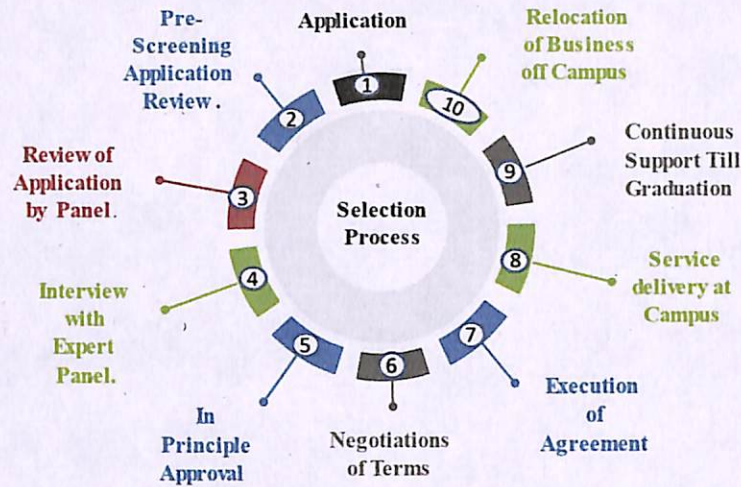 Application
1
Pre-
Screening
Application
Review .
2
Review of
Application
by Panel.
3
Interview
with
Expert
Panel.
4
In
Principle
Approval
5
Negotiations
of Terms
6
Execution
of
Agreement
7
Service
delivery at
Campus
8
Continuous
Support Till
Graduation
9
Relocation
of Business
off Campus
10
Selection
Process